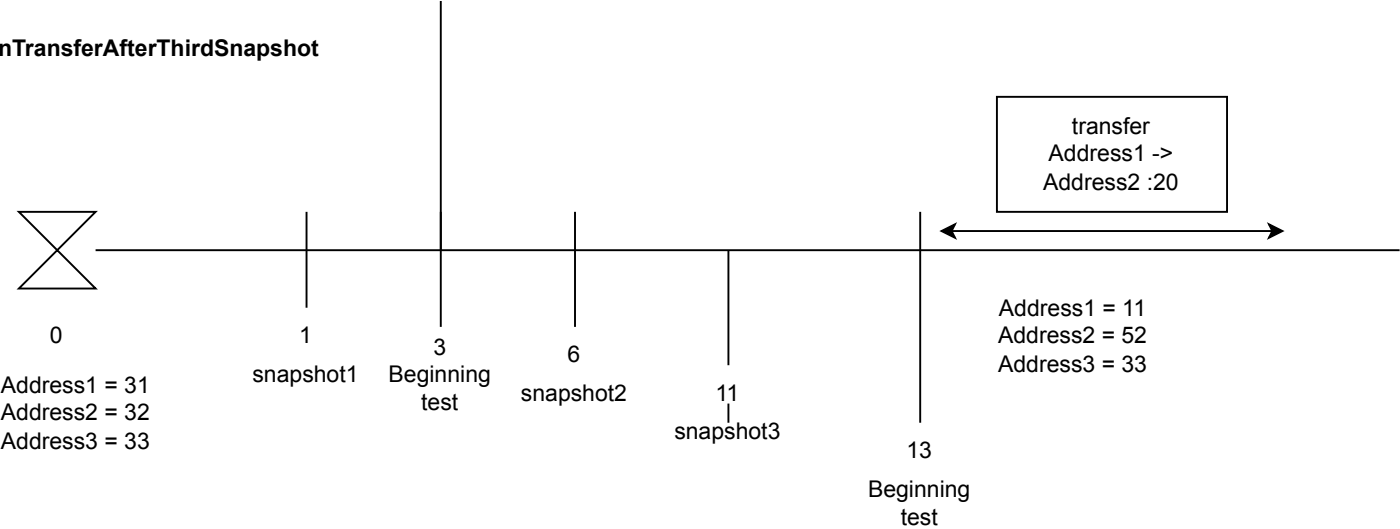 nTransferAfterThirdSnapshot
transfer
Address1 ->
Address2 :20
0
Address1 = 31
Address2 = 32
Address3 = 33
1
snapshot1
3
Beginning
test
6
snapshot2
11
snapshot3
13
Beginning
test
Address1 = 11
Address2 = 52
Address3 = 33